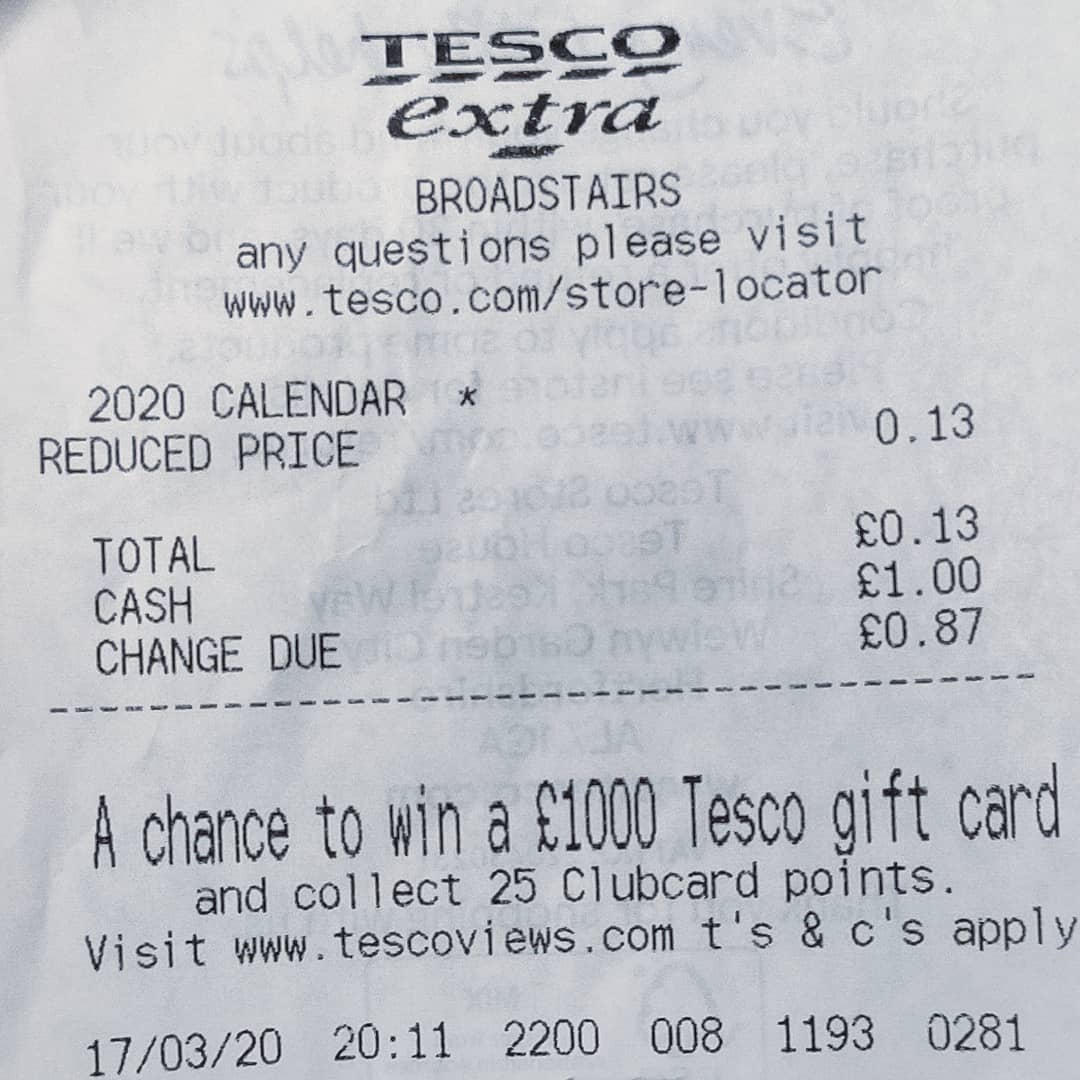 TESCO
extra
BROADSTAIRS
any questions please visit
www.tesco.com/store-locator
2020 CALENDAR *
REDUCED PRICE 0.13
TOTAL £0.13
CASH £1.00
CHANGE DUE £0.87
A chance to win a £1000 Tesco gift card
and collect 25 Clubcard points.
Visit www.tescoviews.com t's & c's apply
17/03/20 20:11 2200 008 1193 0281